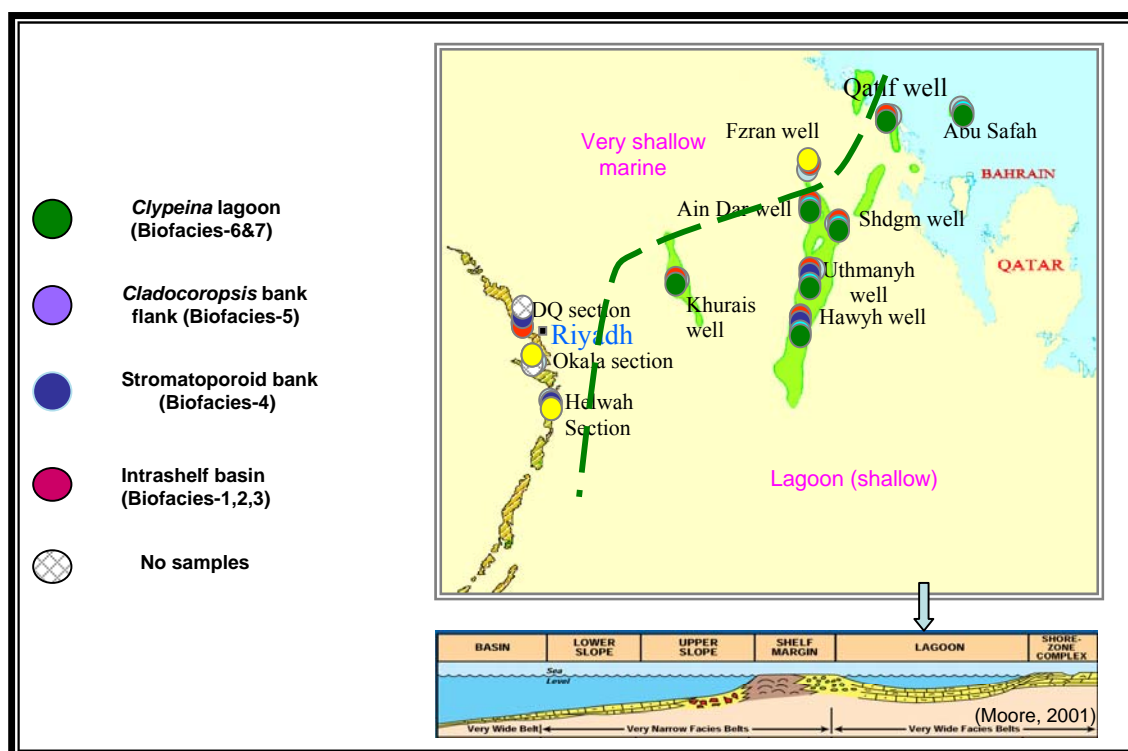 Clypeina lagoon
(Biofacies-6&7)
Cladocoropsis bank
flank (Biofacies-5)
Stromatoporoid bank
(Biofacies-4)
Intrashelf basin
(Biofacies-1,2,3)
No samples
Qatif well
Fzran well
Abu Safah
Very shallow
marine
BAHRAIN
Ain Dar well
Shdgm well
QATAR
Uthmanyh
well
Khurais
well
Hawyh well
DQ section
Riyadh
Okala section
Helwah
Section
Lagoon (shallow)
BASIN
LOWER
SLOPE
UPPER
SLOPE
SHELF
MARGIN
LAGOON
SHORE-
ZONE
COMPLEX
Sea
Level
(Moore, 2001)
Very Wide Belt
Very Narrow Facies Belts
Very Wide Facies Belts